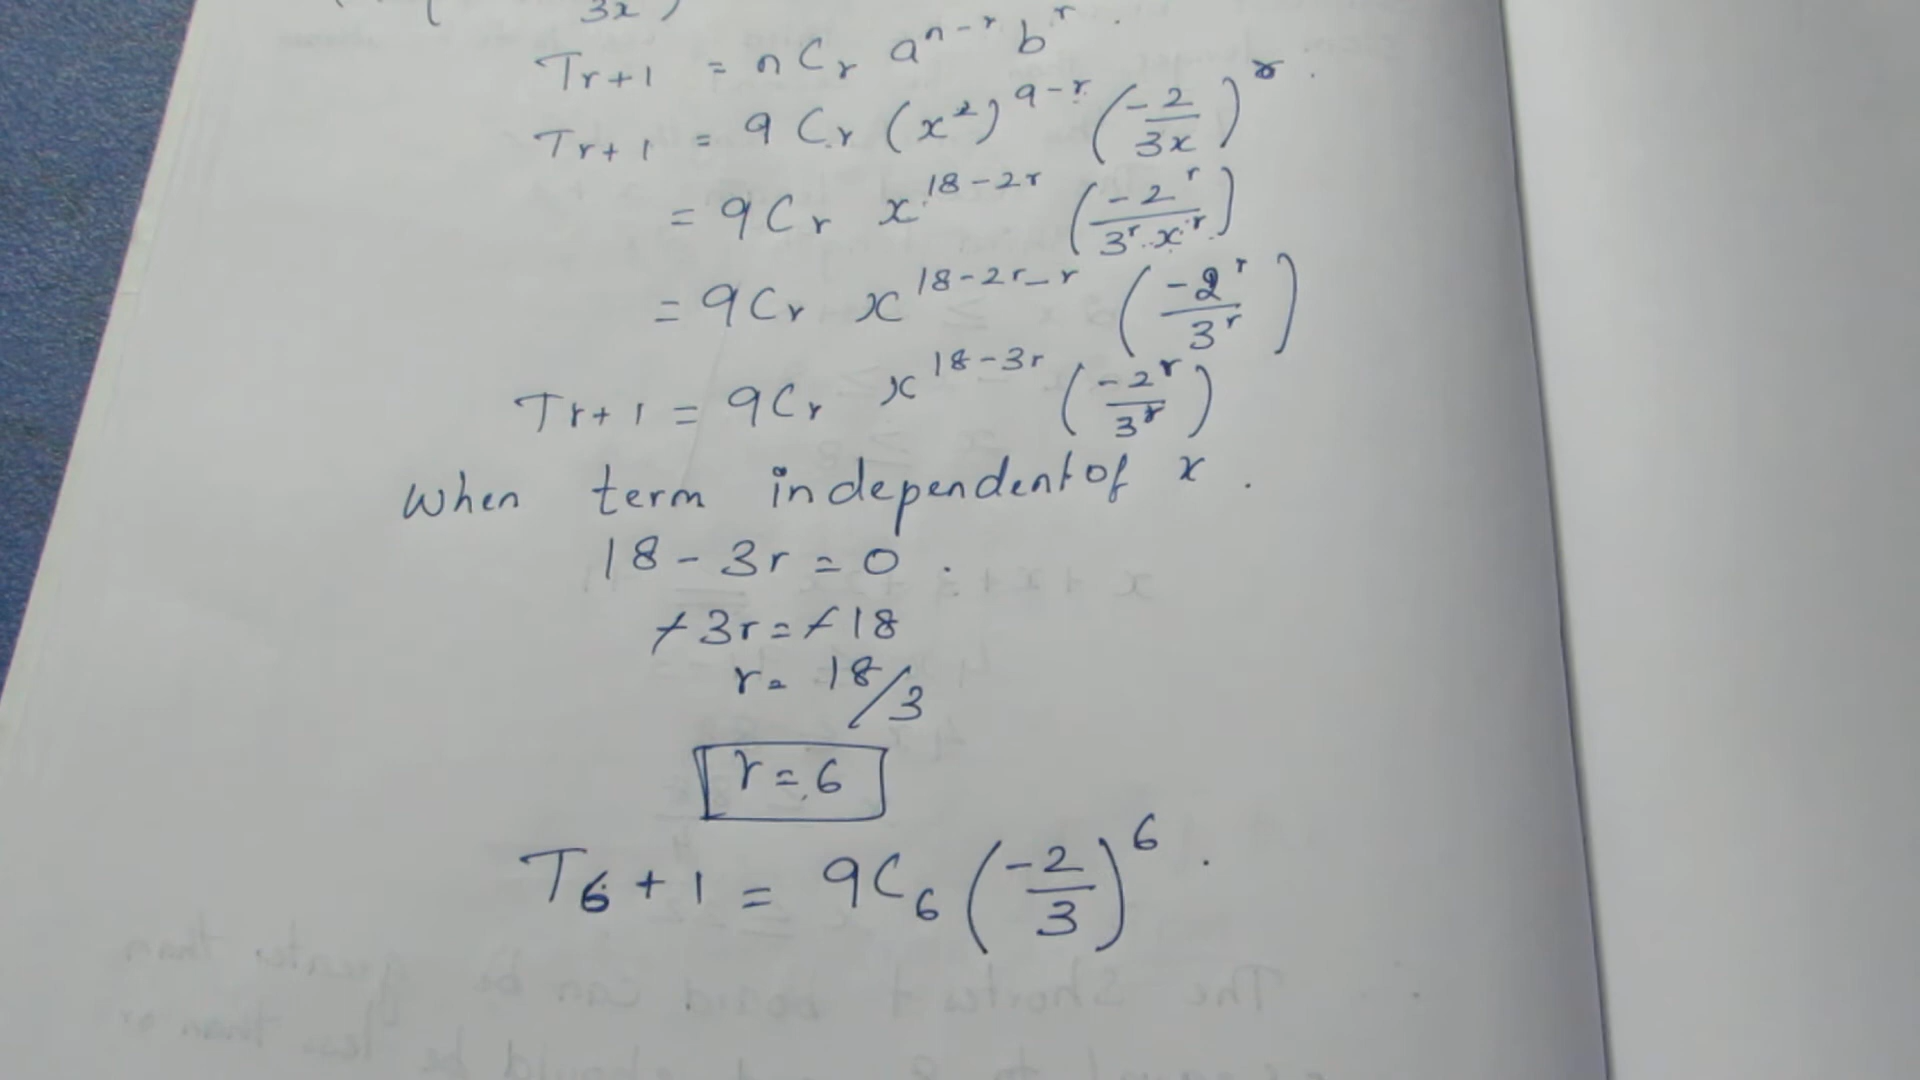 3x )
Tr+1 = nCr a^n-r b^r.
Tr+1 = 9Cr (x^2)^9-r (-2/3x)^r.
= 9Cr x^18-2r (-2^r/3^r.x^r)
= 9Cr x^18-2r-r (-2^r/3^r)
Tr+1 = 9Cr x^18-3r (-2^r/3^r)
When term independent of x.
18-3r=0.
+3r=+18
r= 18/3
r=6
T6+1 = 9C6 (-2/3)^6.